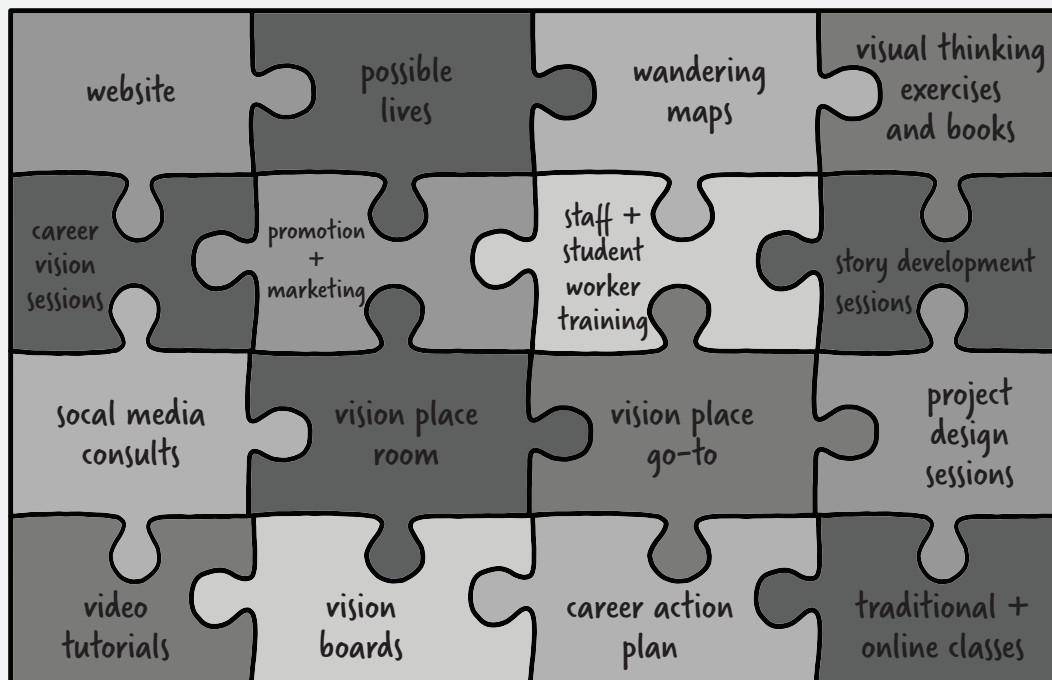 website
possible
lives
wandering
maps
visual thinking
exercises
and books
career
vision
sessions
promotion
+
marketing
staff +
student
worker
training
story development
sessions
socal media
consults
vision place
room
vision place
go-to
project
design
sessions
video
tutorials
vision
boards
career action
plan
traditional +
online classes